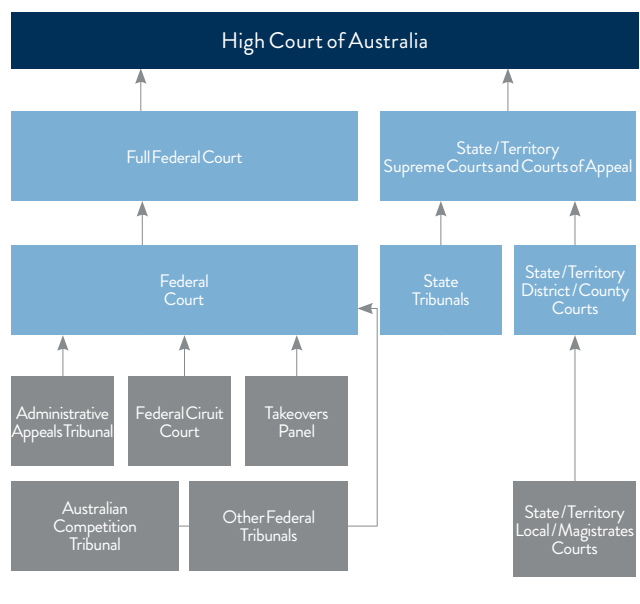 High Court of Australia
Full Federal Court
State/Territory
Supreme Courts and Courts of Appeal
Federal
Court
State
Tribunals
State/Territory
District/County
Courts
Administrative
Appeals Tribunal
Federal Ciruit
Court
Takeovers
Panel
Australian
Competition
Tribunal
Other Federal
Tribunals
State/Territory
Local/Magistrates
Courts